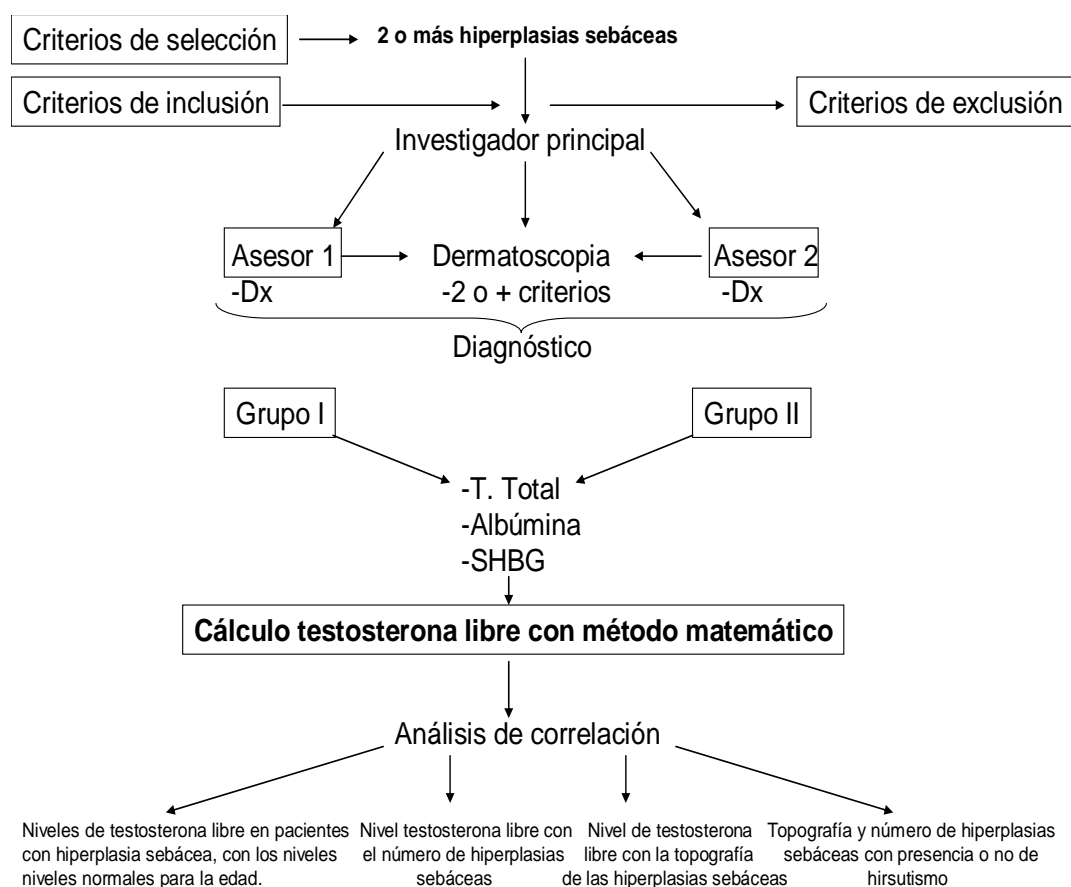 Criterios de selección
2 o más hiperplasias sebáceas
Criterios de inclusión
Criterios de exclusión
Investigador principal
Asesor 1
Dermatoscopia
Asesor 2
-Dx
-2 o + criterios
-Dx
Diagnóstico
Grupo I
Grupo II
-T. Total
-Albúmina
-SHBG
Cálculo testosterona libre con método matemático
Análisis de correlación
Niveles de testosterona libre en pacientes
con hiperplasia sebácea, con los niveles
niveles normales para la edad.
Nivel testosterona libre con
el número de hiperplasias
sebáceas
Nivel de testosterona
libre con la topografía
de las hiperplasias sebáceas
Topografía y número de hiperplasias
sebáceas con presencia o no de
hirsutismo